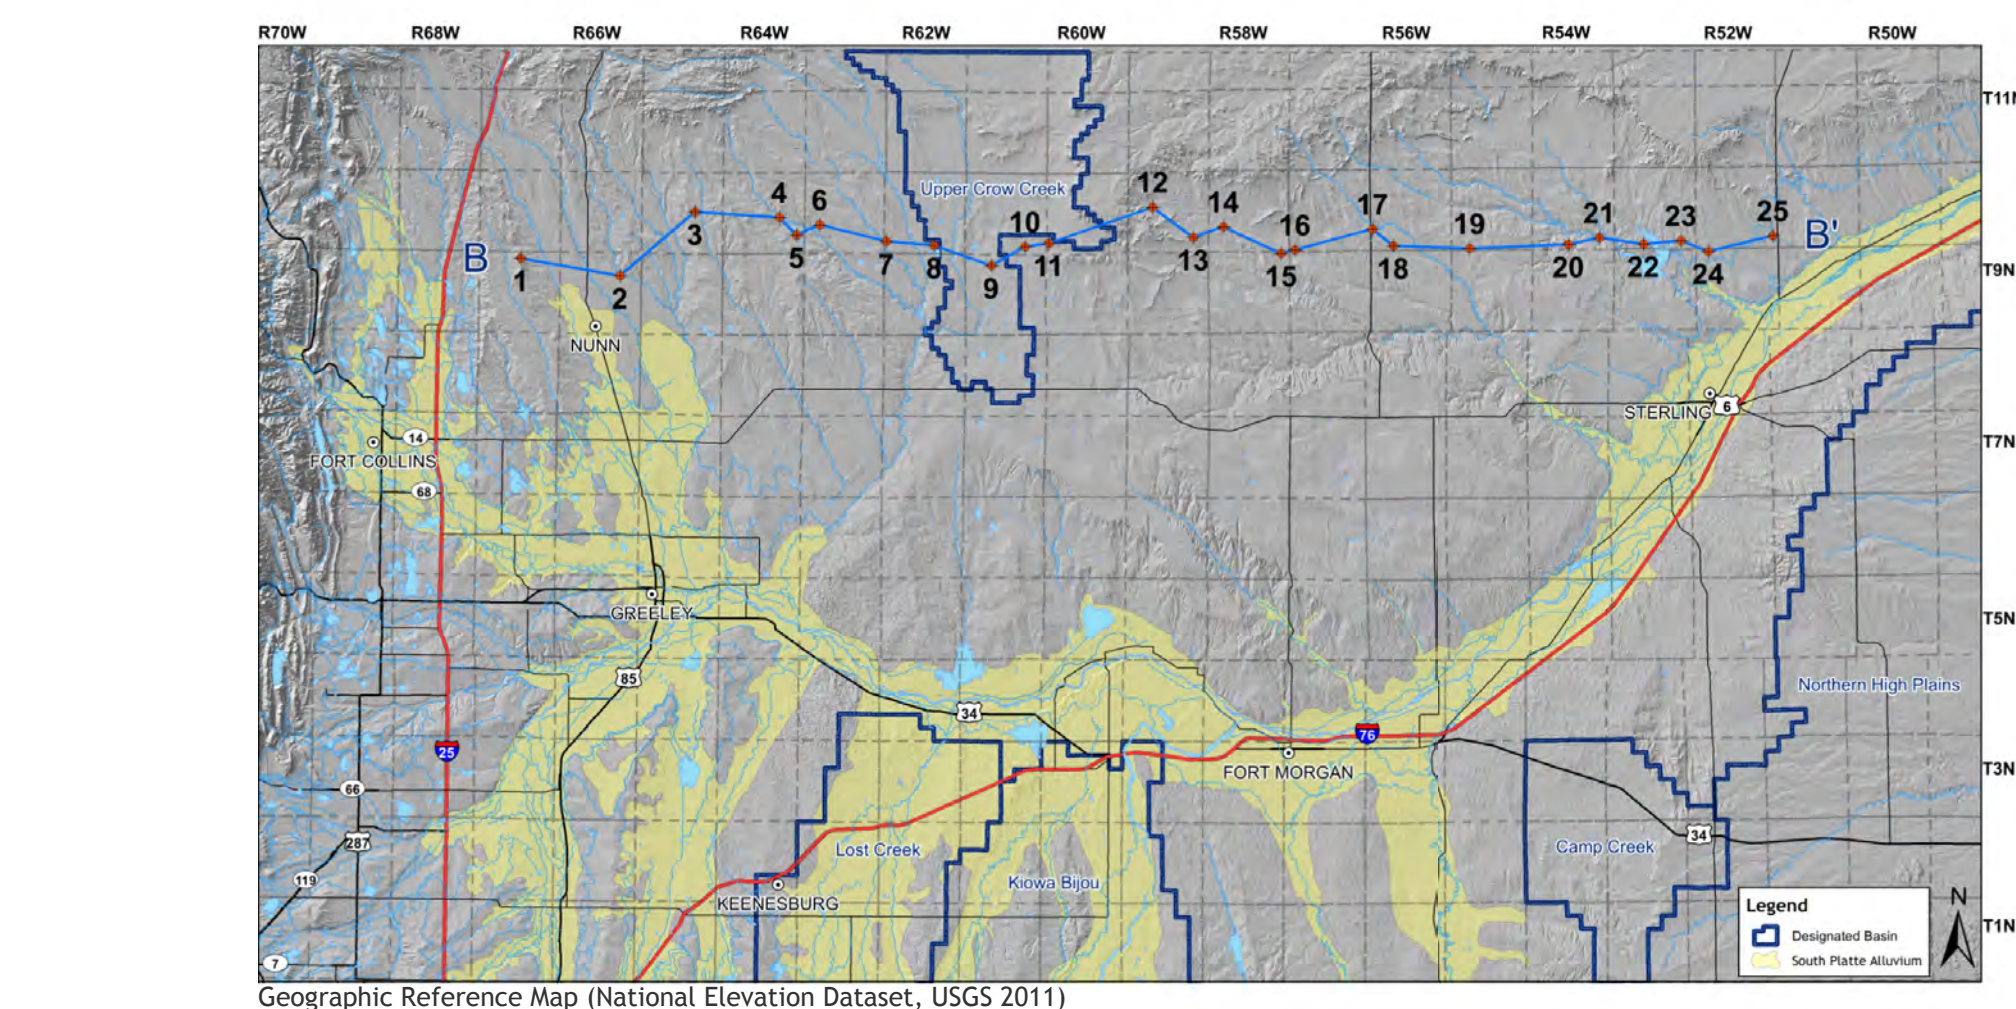 R70W R68W R66W R64W R62W R60W R58W R56W R54W R52W R50W
T11N
Upper Crow Creek
12
4 6 14 17 25
10 16 19 21 23
B 3 B'
1 5 7 8 11 13 18 20 22 24
2 9 15
T9N
NUNN
STERLING 6
14
FORT COLLINS
T7N
68
GREELEY
T5N
85
Northern High Plains
34
25
76
FORT MORGAN
T3N
66
287
34
Lost Creek
Camp Creek
119
Kiowa Bijou
KEENESBURG
Legend
N
T1N
Designated Basin
South Platte Alluvium
7
Geographic Reference Map (National Elevation Dataset, USGS 2011)